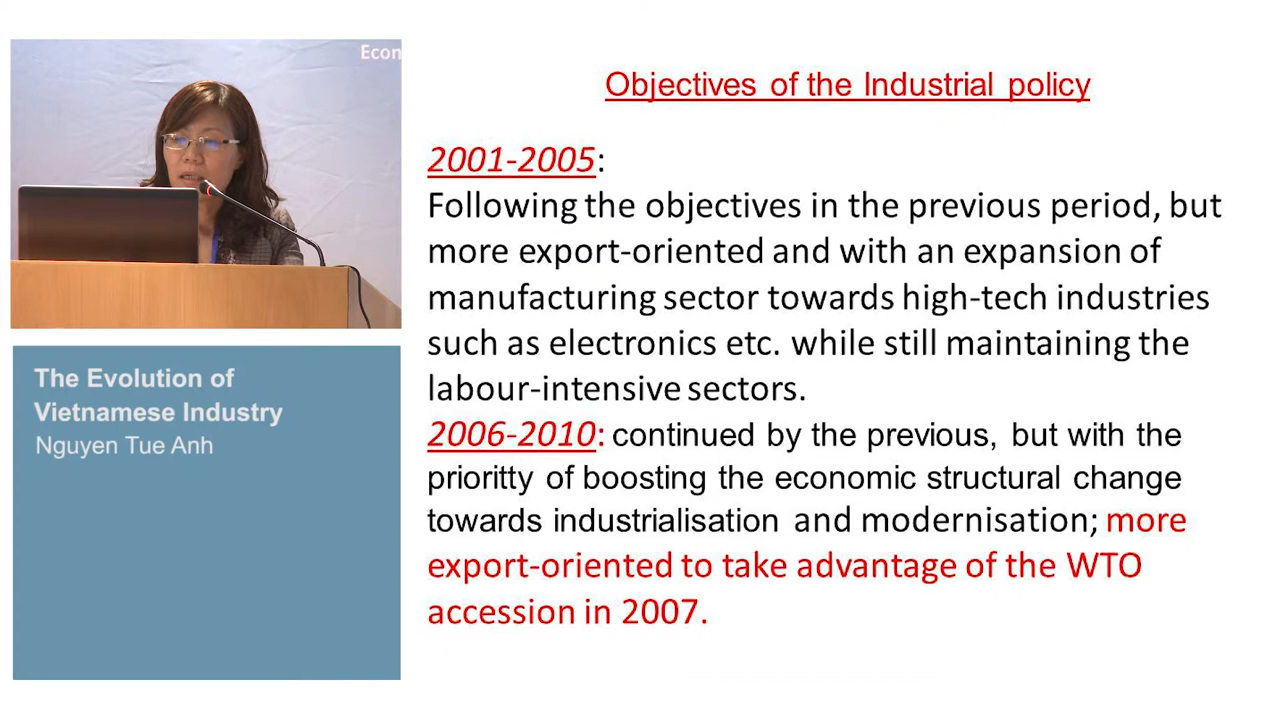 Econ
Objectives of the Industrial policy
2001-2005:
Following the objectives in the previous period, but
more export-oriented and with an expansion of
manufacturing sector towards high-tech industries
such as electronics etc. while still maintaining the
labour-intensive sectors.
2006-2010: continued by the previous, but with the
prioritty of boosting the economic structural change
towards industrialisation and modernisation; more
export-oriented to take advantage of the WTO
accession in 2007.
The Evolution of
Vietnamese Industry
Nguyen Tue Anh